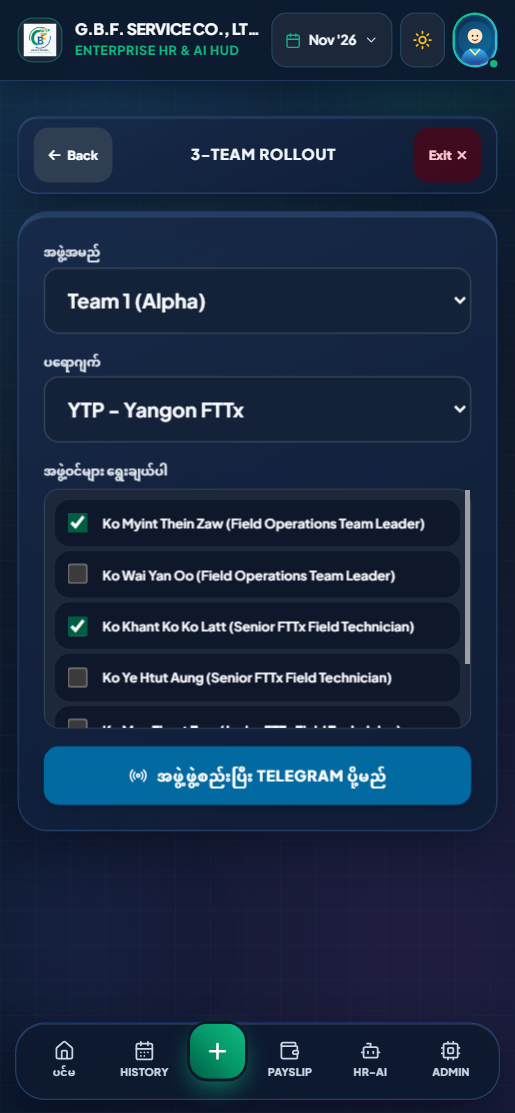 G.B.F. SERVICE CO., LT...
ENTERPRISE HR & AI HUD
Nov '26
← Back
3-TEAM ROLLOUT
Exit ✕
အဖွဲ့အမည်
Team 1 (Alpha)
ပရောဂျက်
YTP - Yangon FTTx
အဖွဲ့ဝင်များ ရွေးချယ်ပါ
Ko Myint Thein Zaw (Field Operations Team Leader)
Ko Wai Yan Oo (Field Operations Team Leader)
Ko Khant Ko Ko Latt (Senior FTTx Field Technician)
Ko Ye Htut Aung (Senior FTTx Field Technician)
အဖွဲ့ ဖွဲ့စည်းပြီး TELEGRAM ပို့မည်
ပင်မ
HISTORY
PAYSLIP
HR-AI
ADMIN